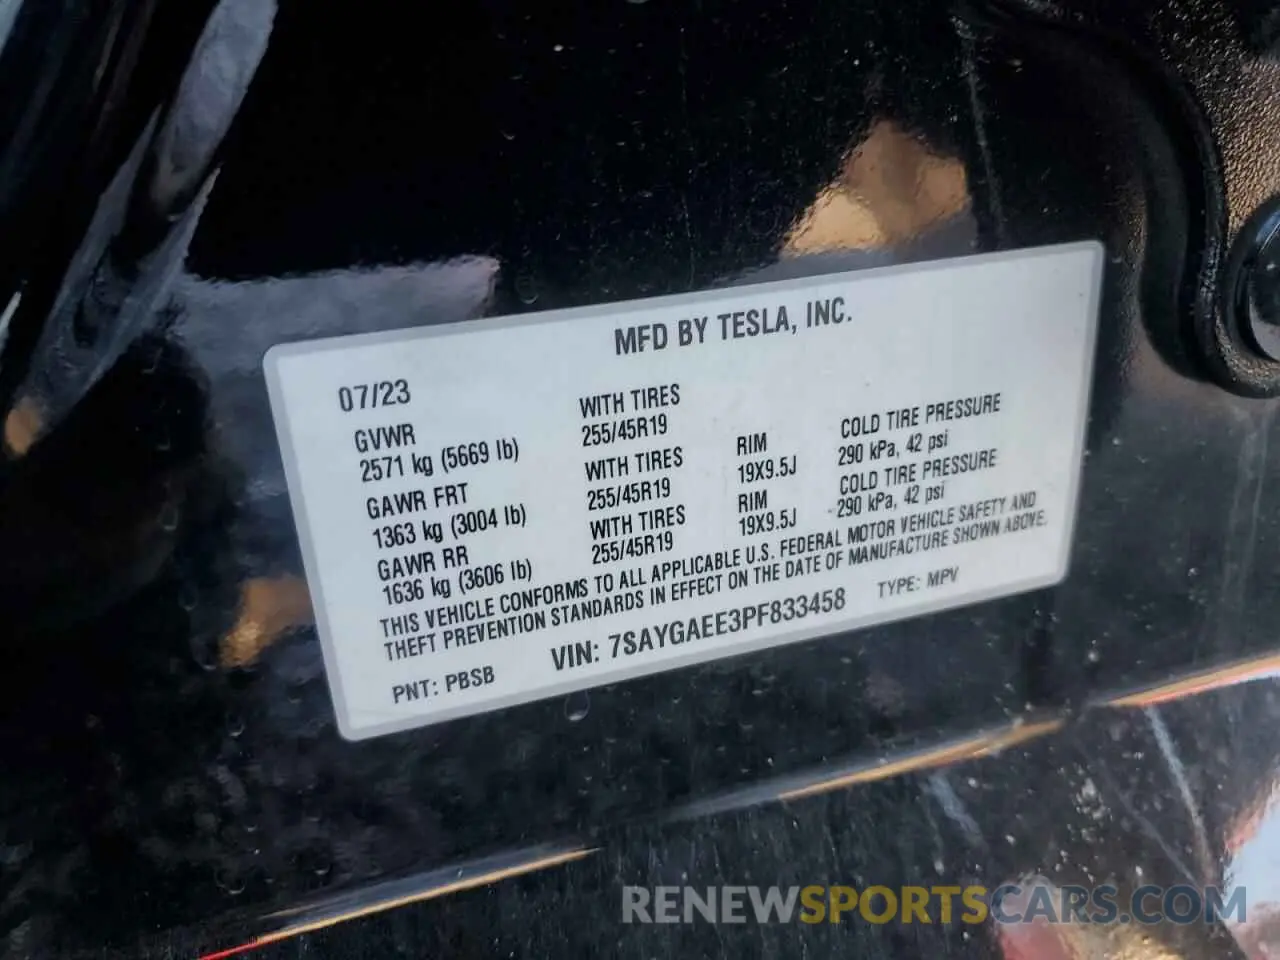 MFD BY TESLA, INC.
07/23
GVWR WITH TIRES
2571 kg (5669 lb) 255/45R19
GAWR FRT WITH TIRES RIM COLD TIRE PRESSURE
1363 kg (3004 lb) 255/45R19 19X9.5J 290 kPa, 42 psi
GAWR RR WITH TIRES RIM COLD TIRE PRESSURE
1636 kg (3606 lb) 255/45R19 19X9.5J 290 kPa, 42 psi
THIS VEHICLE CONFORMS TO ALL APPLICABLE U.S. FEDERAL MOTOR VEHICLE SAFETY AND
THEFT PREVENTION STANDARDS IN EFFECT ON THE DATE OF MANUFACTURE SHOWN ABOVE.
PNT: PBSB VIN: 7SAYGAEE3PF833458 TYPE: MPV
RENEWSPORTSCARS.COM